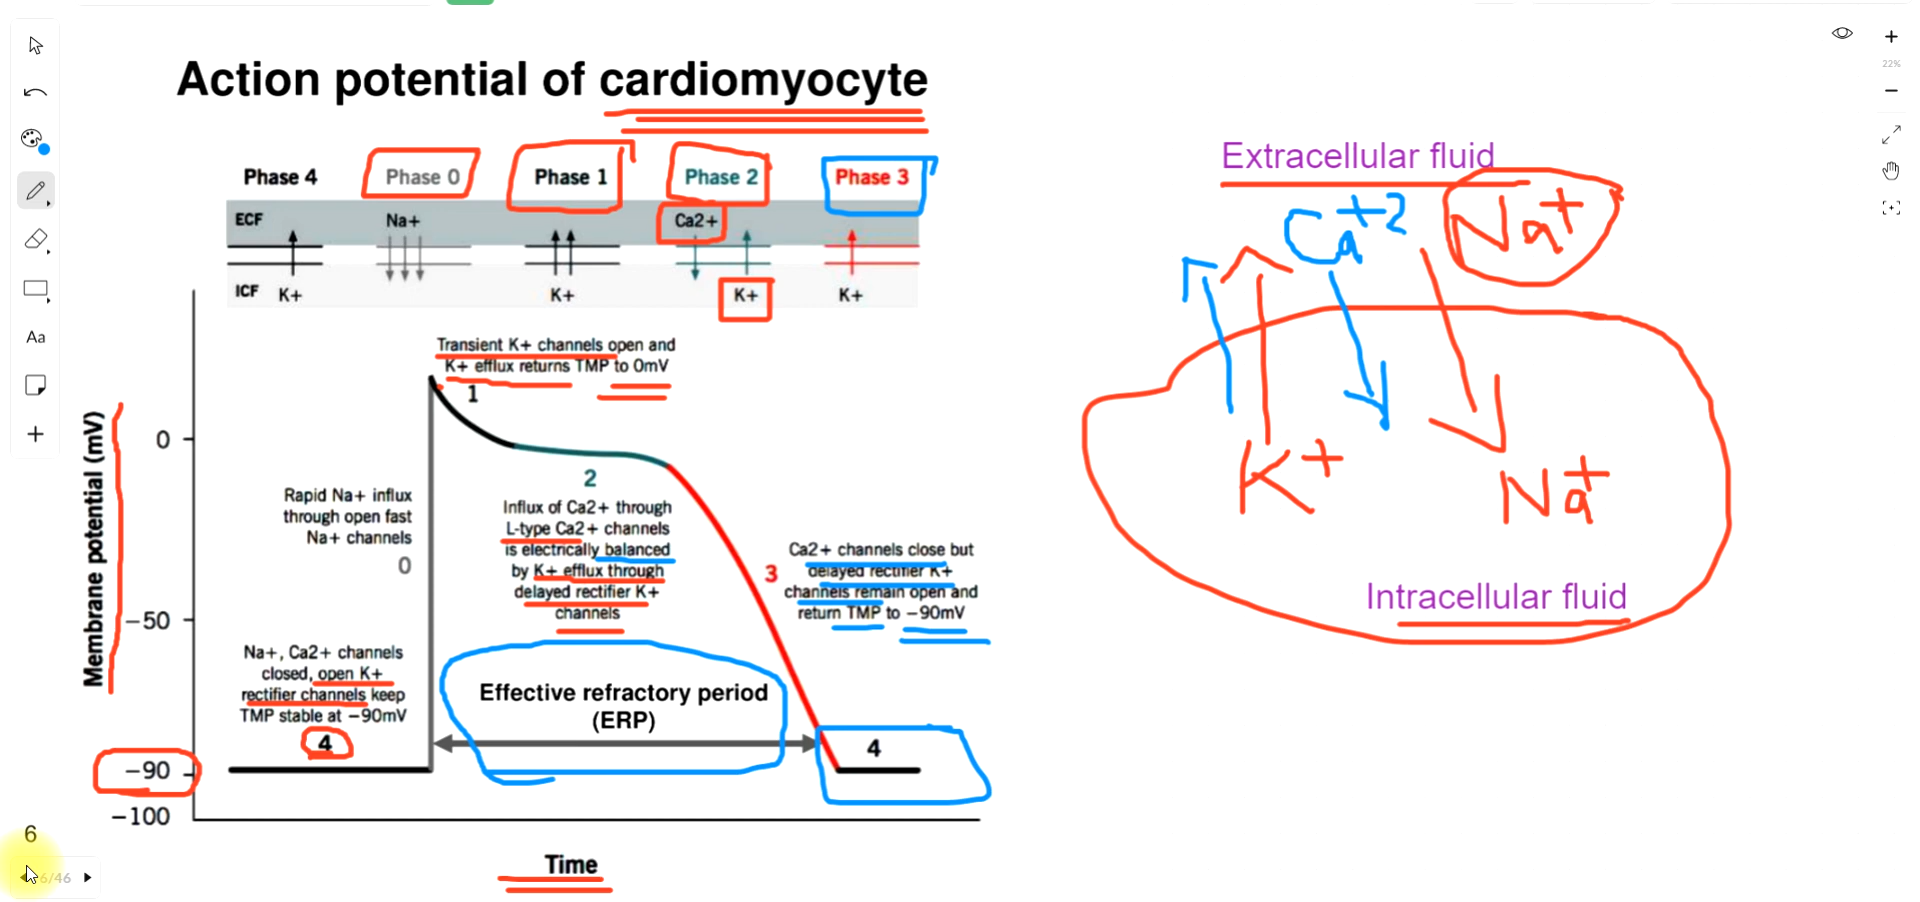 Action potential of cardiomyocyte
Phase 4 Phase 0 Phase 1 Phase 2 Phase 3
ECF Na+ Ca2+
ICF K+ K+ K+ K+
Transient K+ channels open and
K+ efflux returns TMP to 0mV
1
Membrane potential (mV)
0
-50
-90
-100
Rapid Na+ influx
through open fast
Na+ channels
0
2
Influx of Ca2+ through
L-type Ca2+ channels
is electrically balanced
by K+ efflux through
delayed rectifier K+
channels
3
Ca2+ channels close but
delayed rectifier K+
channels remain open and
return TMP to -90mV
Na+, Ca2+ channels
closed, open K+
rectifier channels keep
TMP stable at -90mV
4
Effective refractory period
(ERP)
4
Time
Extracellular fluid
Ca+2 Na+
K+ Na+
Intracellular fluid
Aa
22%
6
6/46